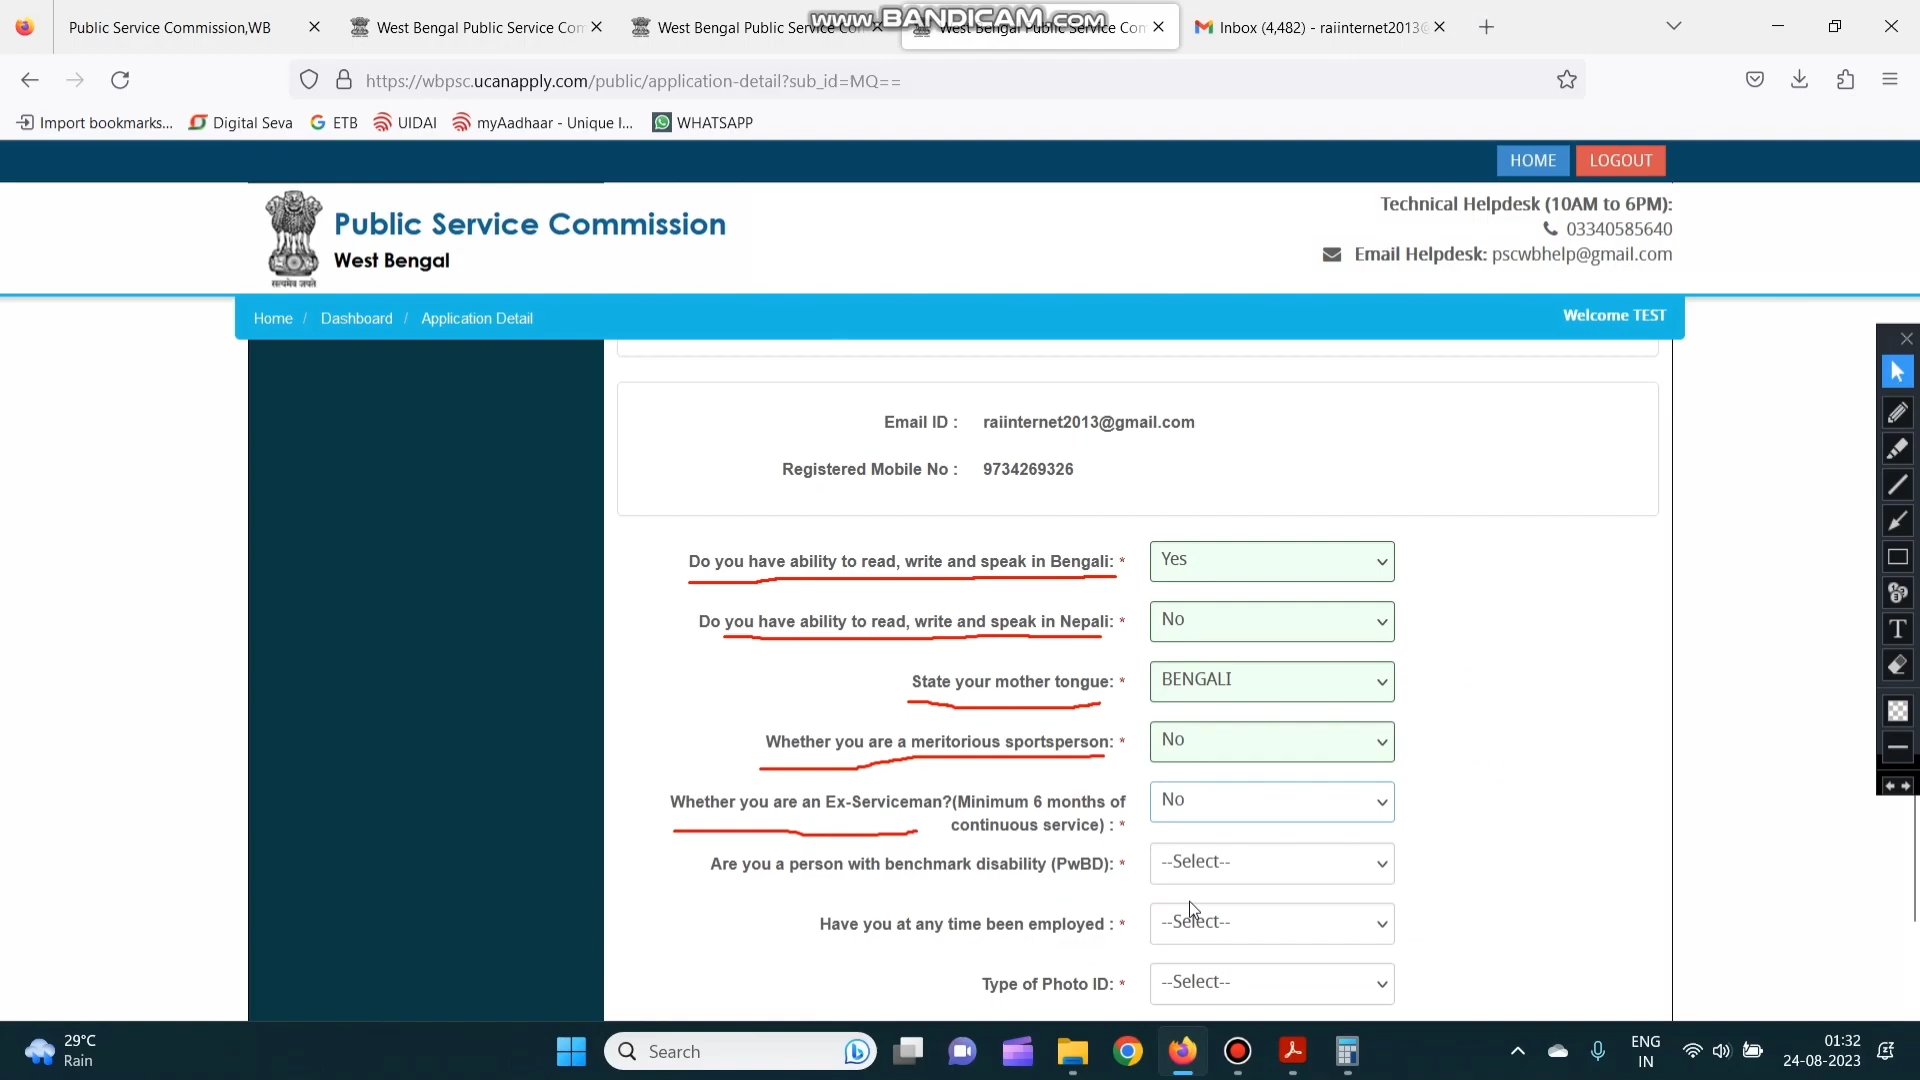 Public Service Commission,WB
West Bengal Public Service Com
West Bengal Public Service Con
West Bengal Public Service Con
Inbox (4,482) - raiinternet2013@
www.BANDICAM.com
https://wbpsc.ucanapply.com/public/application-detail?sub_id=MQ==
Import bookmarks...
Digital Seva
ETB
UIDAI
myAadhaar - Unique I...
WHATSAPP
HOME
LOGOUT
Public Service Commission
West Bengal
सत्यमेव जयते
Technical Helpdesk (10AM to 6PM):
03340585640
Email Helpdesk: pscwbhelp@gmail.com
Home / Dashboard / Application Detail
Welcome TEST
Email ID : raiinternet2013@gmail.com
Registered Mobile No : 9734269326
Do you have ability to read, write and speak in Bengali: * Yes
Do you have ability to read, write and speak in Nepali: * No
State your mother tongue: * BENGALI
Whether you are a meritorious sportsperson: * No
Whether you are an Ex-Serviceman?(Minimum 6 months of
continuous service) : * No
Are you a person with benchmark disability (PwBD): * --Select--
Have you at any time been employed : * --Select--
Type of Photo ID: * --Select--
T
29°C
Rain
Search
ENG
IN
01:32
24-08-2023